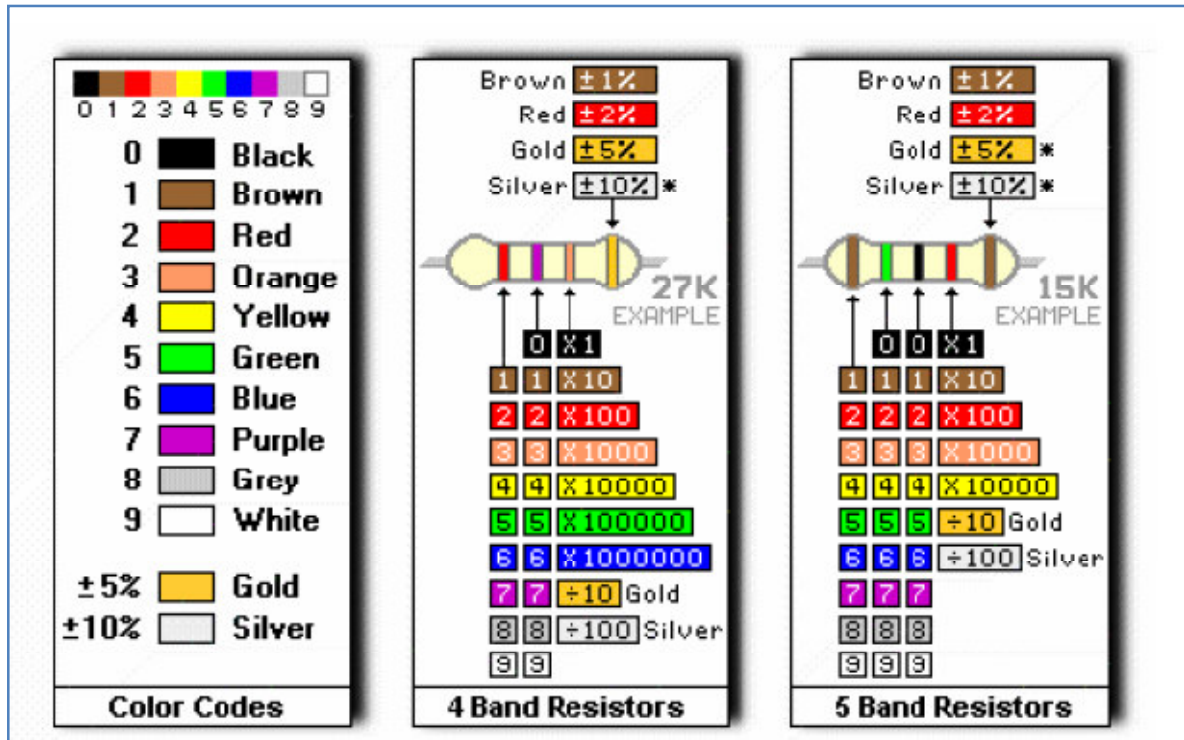 0 1 2 3 4 5 6 7 8 9
0 Black
1 Brown
2 Red
3 Orange
4 Yellow
5 Green
6 Blue
7 Purple
8 Grey
9 White
±5% Gold
±10% Silver
Color Codes
Brown ±1%
Red ±2%
Gold ±5%
Silver ±10% *
27K
EXAMPLE
0 X1
1 1 X10
2 2 X100
3 3 X1000
4 4 X10000
5 5 X100000
6 6 X1000000
7 7 ÷10 Gold
8 8 ÷100 Silver
9 9
4 Band Resistors
Brown ±1%
Red ±2%
Gold ±5% *
Silver ±10% *
15K
EXAMPLE
0 0 X1
1 1 1 X10
2 2 2 X100
3 3 3 X1000
4 4 4 X10000
5 5 5 ÷10 Gold
6 6 6 ÷100 Silver
7 7 7
8 8 8
9 9 9
5 Band Resistors